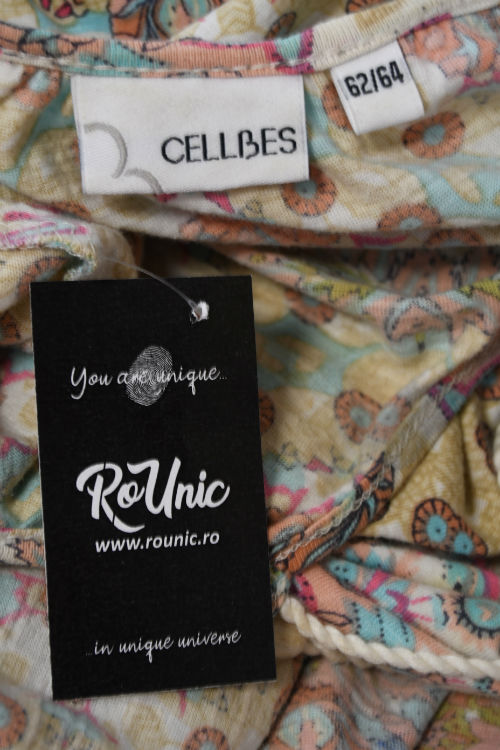 62/64
CELLBES
You are unique...
RoUnic
www.rounic.ro
...in unique universe